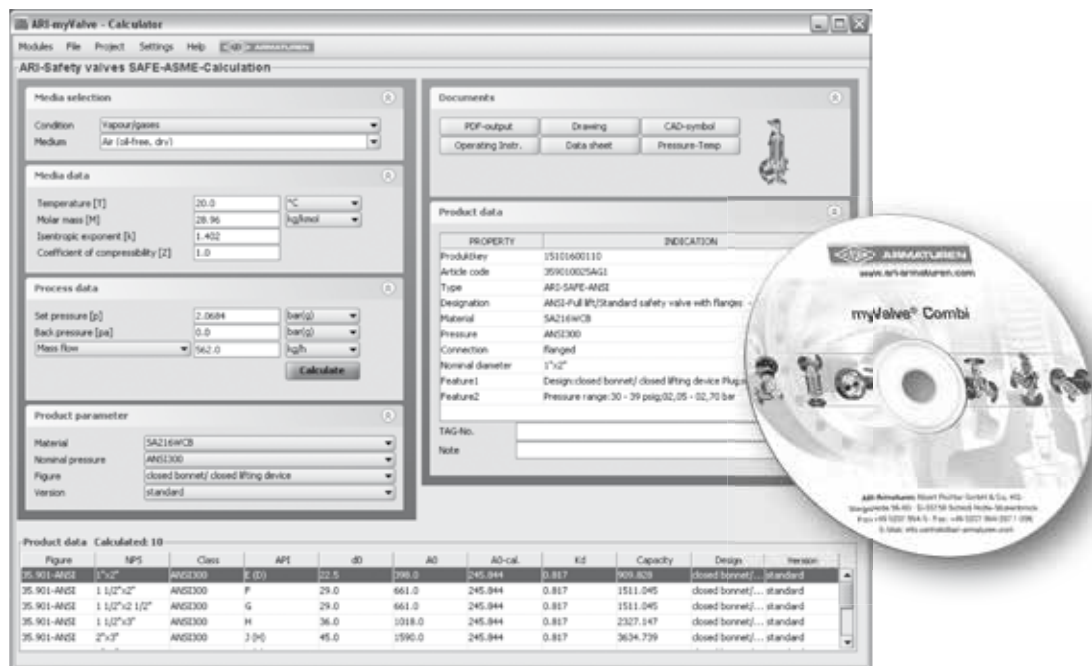 ARI-myValve - Calculator
Modules File Project Settings Help ARMATUREN
ARI-Safety valves SAFE-ASME-Calculation
Media selection
Condition Vapour/gases
Medium Air (oil-free, dry)
Media data
Temperature [T] 20.0 °C
Molar mass [M] 28.96 kg/kmol
Isentropic exponent [k] 1.402
Coefficient of compressibility [Z] 1.0
Process data
Set pressure [p] 2.0684 bar(g)
Back pressure [pa] 0.0 bar(g)
Mass flow 562.0 kg/h
Calculate
Product parameter
Material SA216WCB
Nominal pressure ANSI300
Figure closed bonnet/ closed lifting device
Version standard
Documents
PDF-output Drawing CAD-symbol
Operating Instr. Data sheet Pressure-Temp
Product data
PROPERTY INDICATION
Produktkey 15101600110
Article code 359010025AG1
Type ARI-SAFE-ANSI
Designation ANSI-Full lift/Standard safety valve with flanges -
Material SA216WCB
Pressure ANSI300
Connection flanged
Nominal diameter 1"x2"
Feature1 Design:closed bonnet/ closed lifting device Plug:
Feature2 Pressure range:30 - 39 psig;02,05 - 02,70 bar
TAG-No.
Note
ARMATUREN
www.ari-armaturen.com
myValve® Combi
Product data Calculated: 10
Figure NPS Class API d0 A0 A0-cal. Kd Capacity Design Version
35.901-ANSI 1"x2" ANSI300 E (D) 22.5 398.0 245.844 0.817 909.828 closed bonnet/... standard
35.901-ANSI 1 1/2"x2" ANSI300 F 29.0 661.0 245.844 0.817 1511.045 closed bonnet/... standard
35.901-ANSI 1 1/2"x2 1/2" ANSI300 G 29.0 661.0 245.844 0.817 1511.045 closed bonnet/... standard
35.901-ANSI 1 1/2"x3" ANSI300 H 36.0 1018.0 245.844 0.817 2327.147 closed bonnet/... standard
35.901-ANSI 2"x3" ANSI300 J (H) 45.0 1590.0 245.844 0.817 3634.739 closed bonnet/... standard